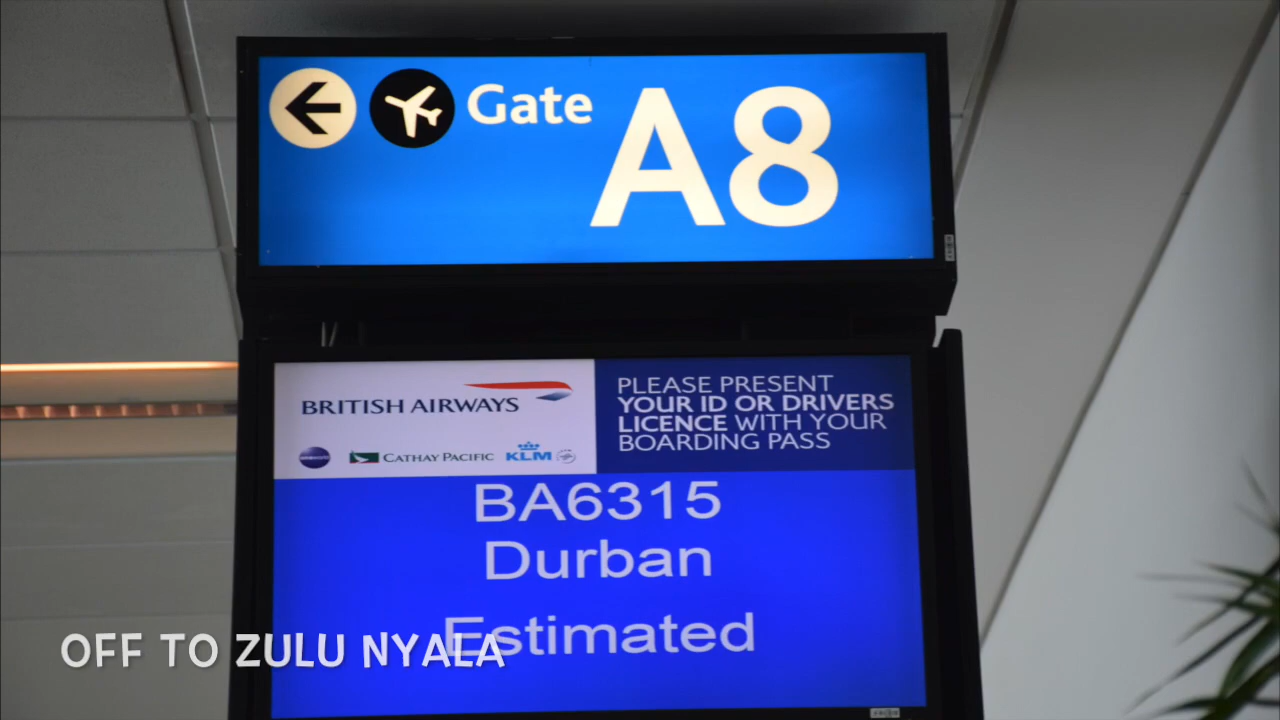 Gate A8
BRITISH AIRWAYS
CATHAY PACIFIC KLM
PLEASE PRESENT
YOUR ID OR DRIVERS
LICENCE WITH YOUR
BOARDING PASS
BA6315
Durban
Estimated
OFF TO ZULU NYALA